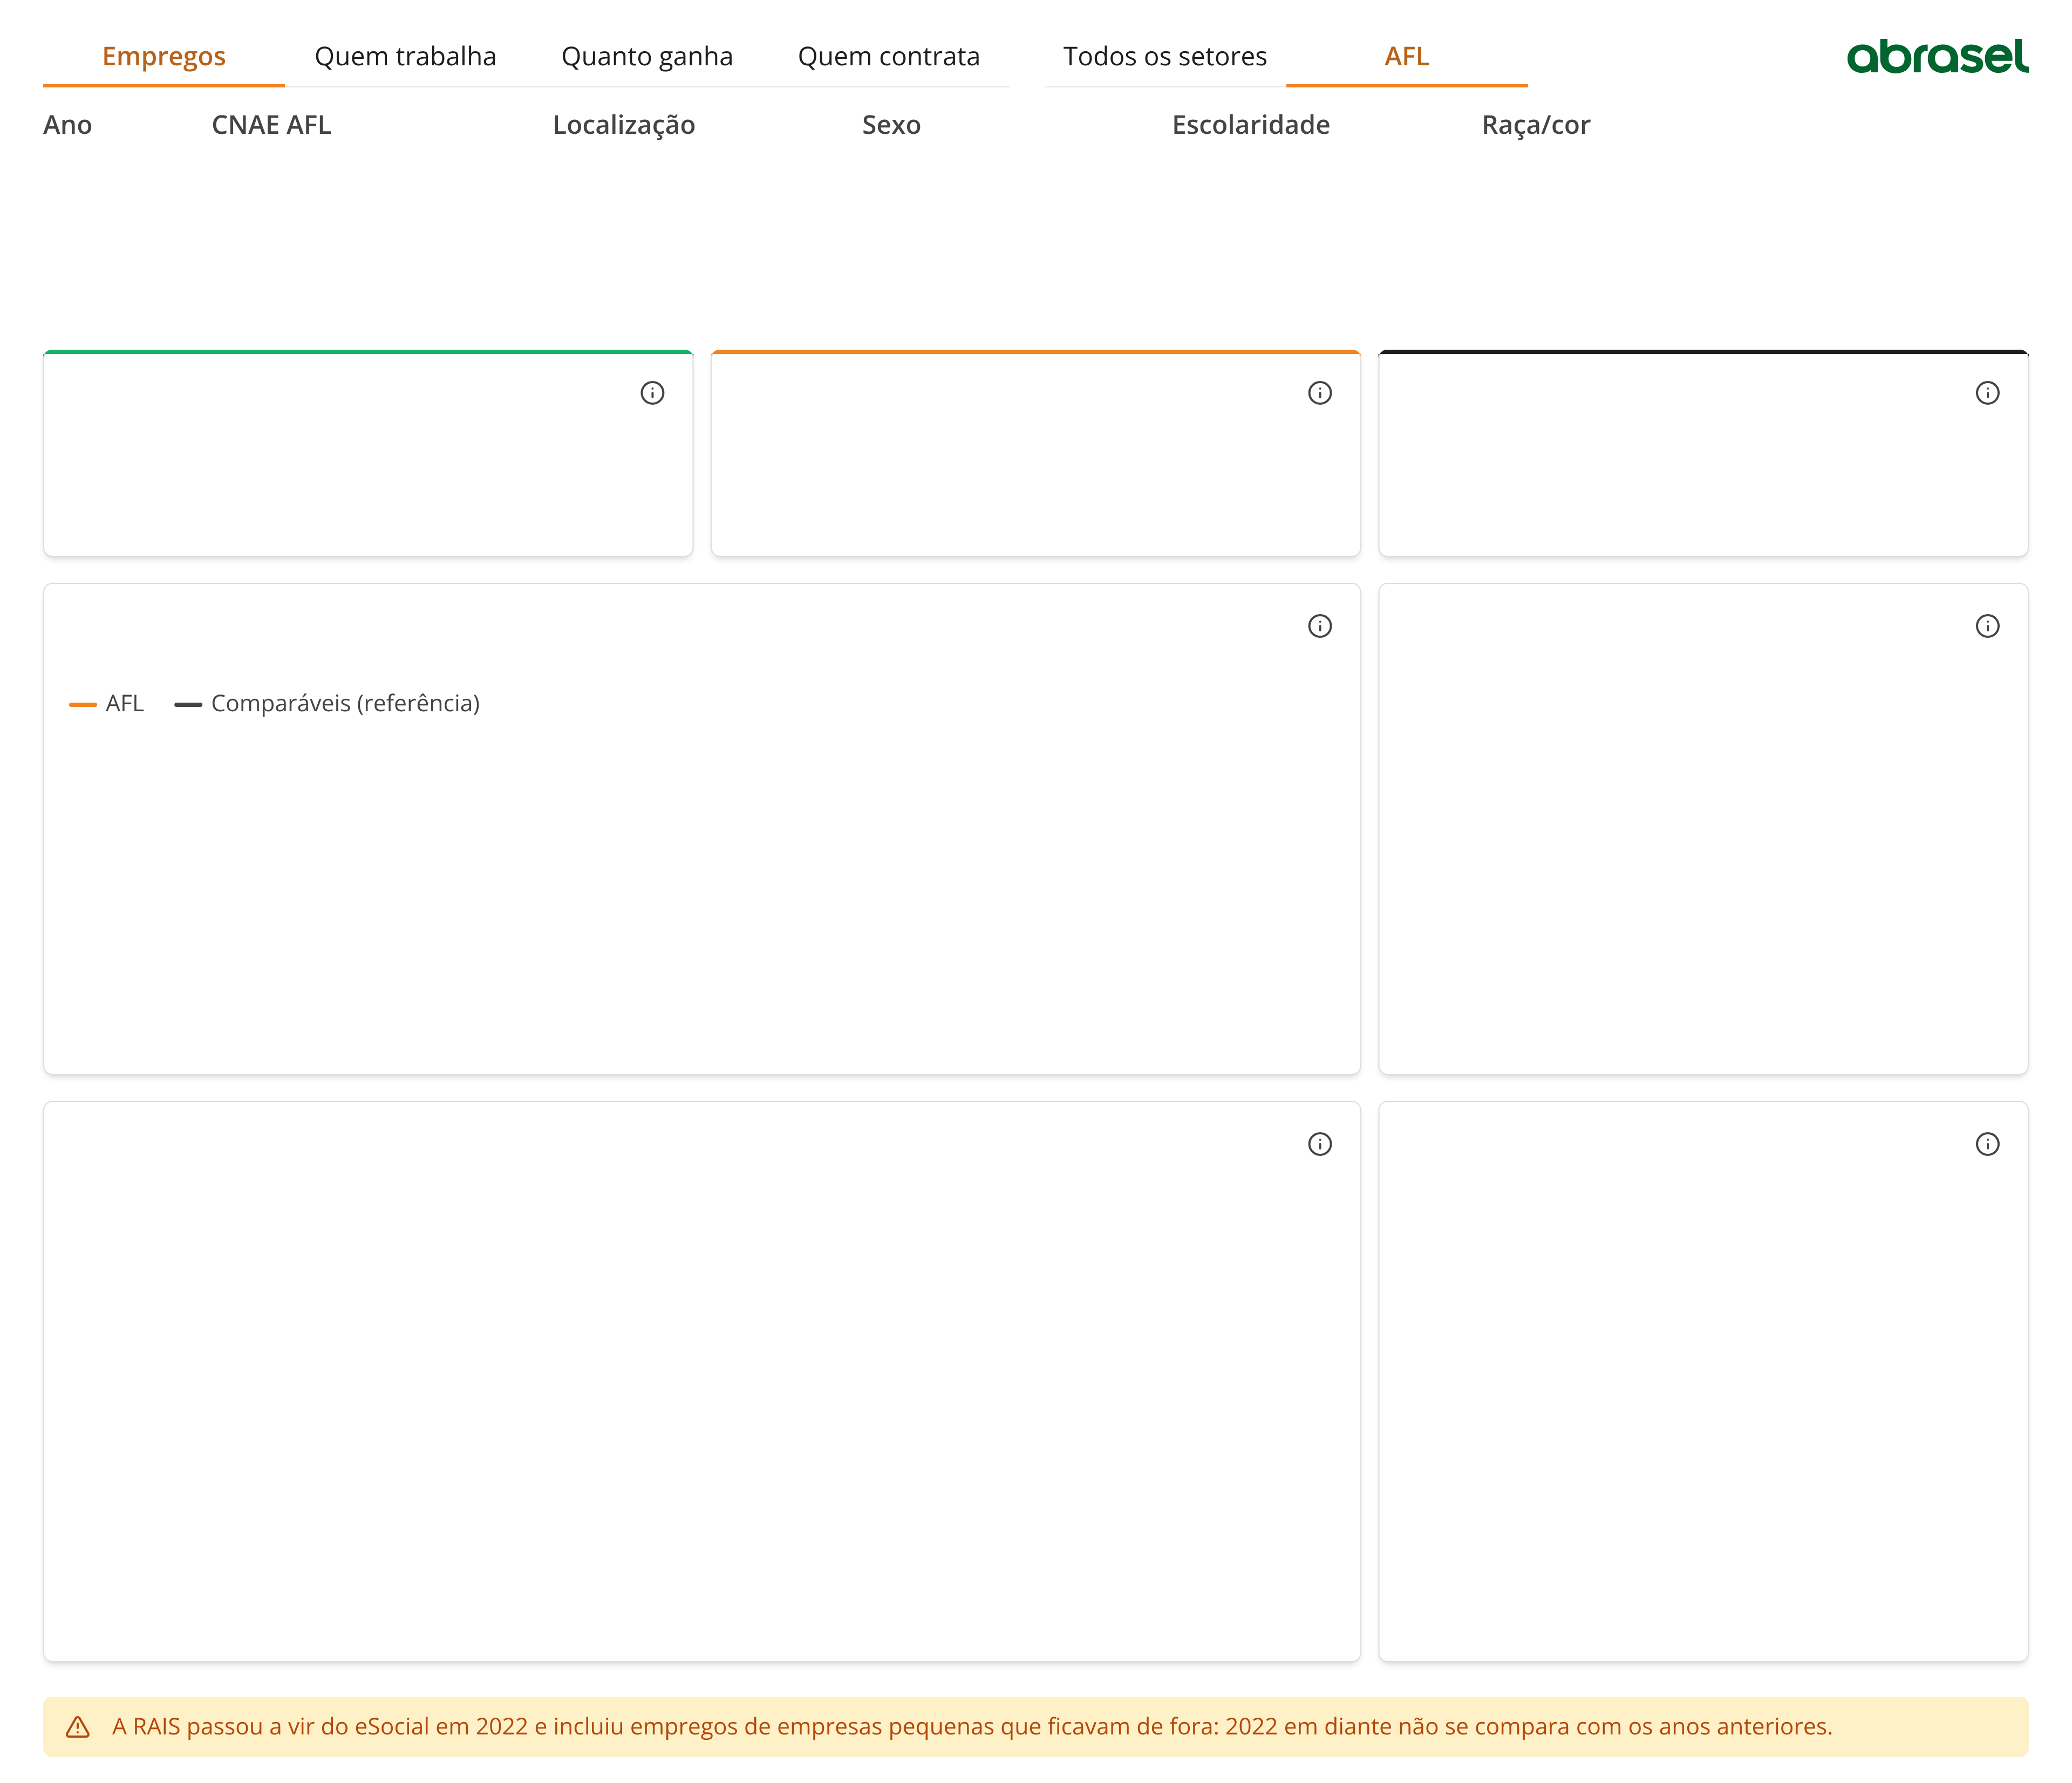 Empregos Quem trabalha Quanto ganha Quem contrata Todos os setores AFL abrasel
Ano CNAE AFL Localização Sexo Escolaridade Raça/cor
AFL Comparáveis (referência)
A RAIS passou a vir do eSocial em 2022 e incluiu empregos de empresas pequenas que ficavam de fora: 2022 em diante não se compara com os anos anteriores.